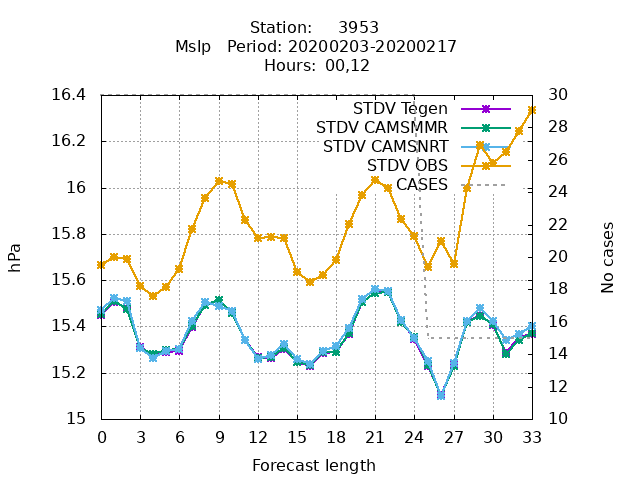 Station: 3953
Mslp Period: 20200203-20200217
Hours: 00,12
16.4
16.2
16
15.8
15.6
15.4
15.2
15
hPa
30
28
26
24
22
20
18
16
14
12
10
No cases
STDV Tegen
STDV CAMSMMR
STDV CAMSNRT
STDV OBS
CASES
0 3 6 9 12 15 18 21 24 27 30 33
Forecast length